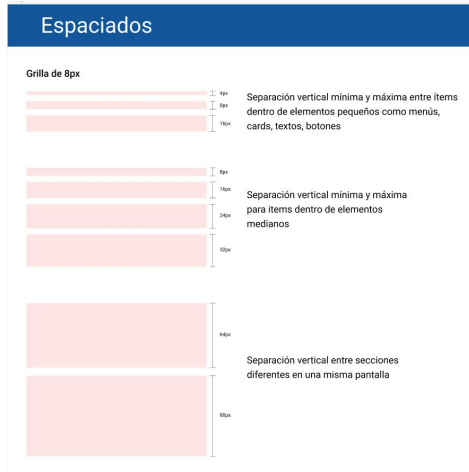 Espaciados
Grilla de 8px
4px
8px
16px
Separación vertical mínima y máxima entre ítems
dentro de elementos pequeños como menús,
cards, textos, botones
8px
16px
24px
32px
Separación vertical mínima y máxima
para items dentro de elementos
medianos
64px
88px
Separación vertical entre secciones
diferentes en una misma pantalla